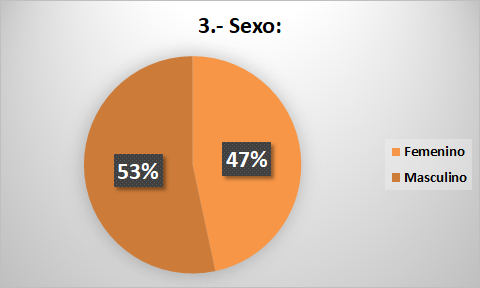 3.- Sexo:
53%
47%
Femenino
Masculino